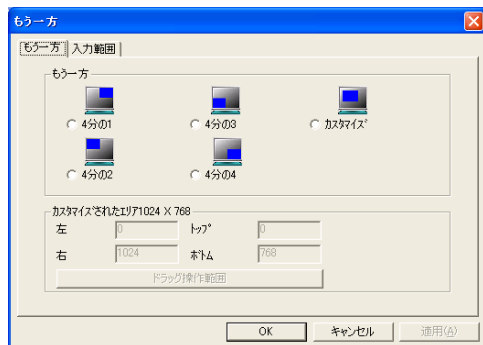 もう一方
もう一方 入力範囲
もう一方
4分の1 4分の3 カスタマイズ
4分の2 4分の4
カスタマイズされたエリア1024 X 768
左 0 トップ 0
右 1024 ボトム 768
ドラッグ操作範囲
OK キャンセル 適用(A)